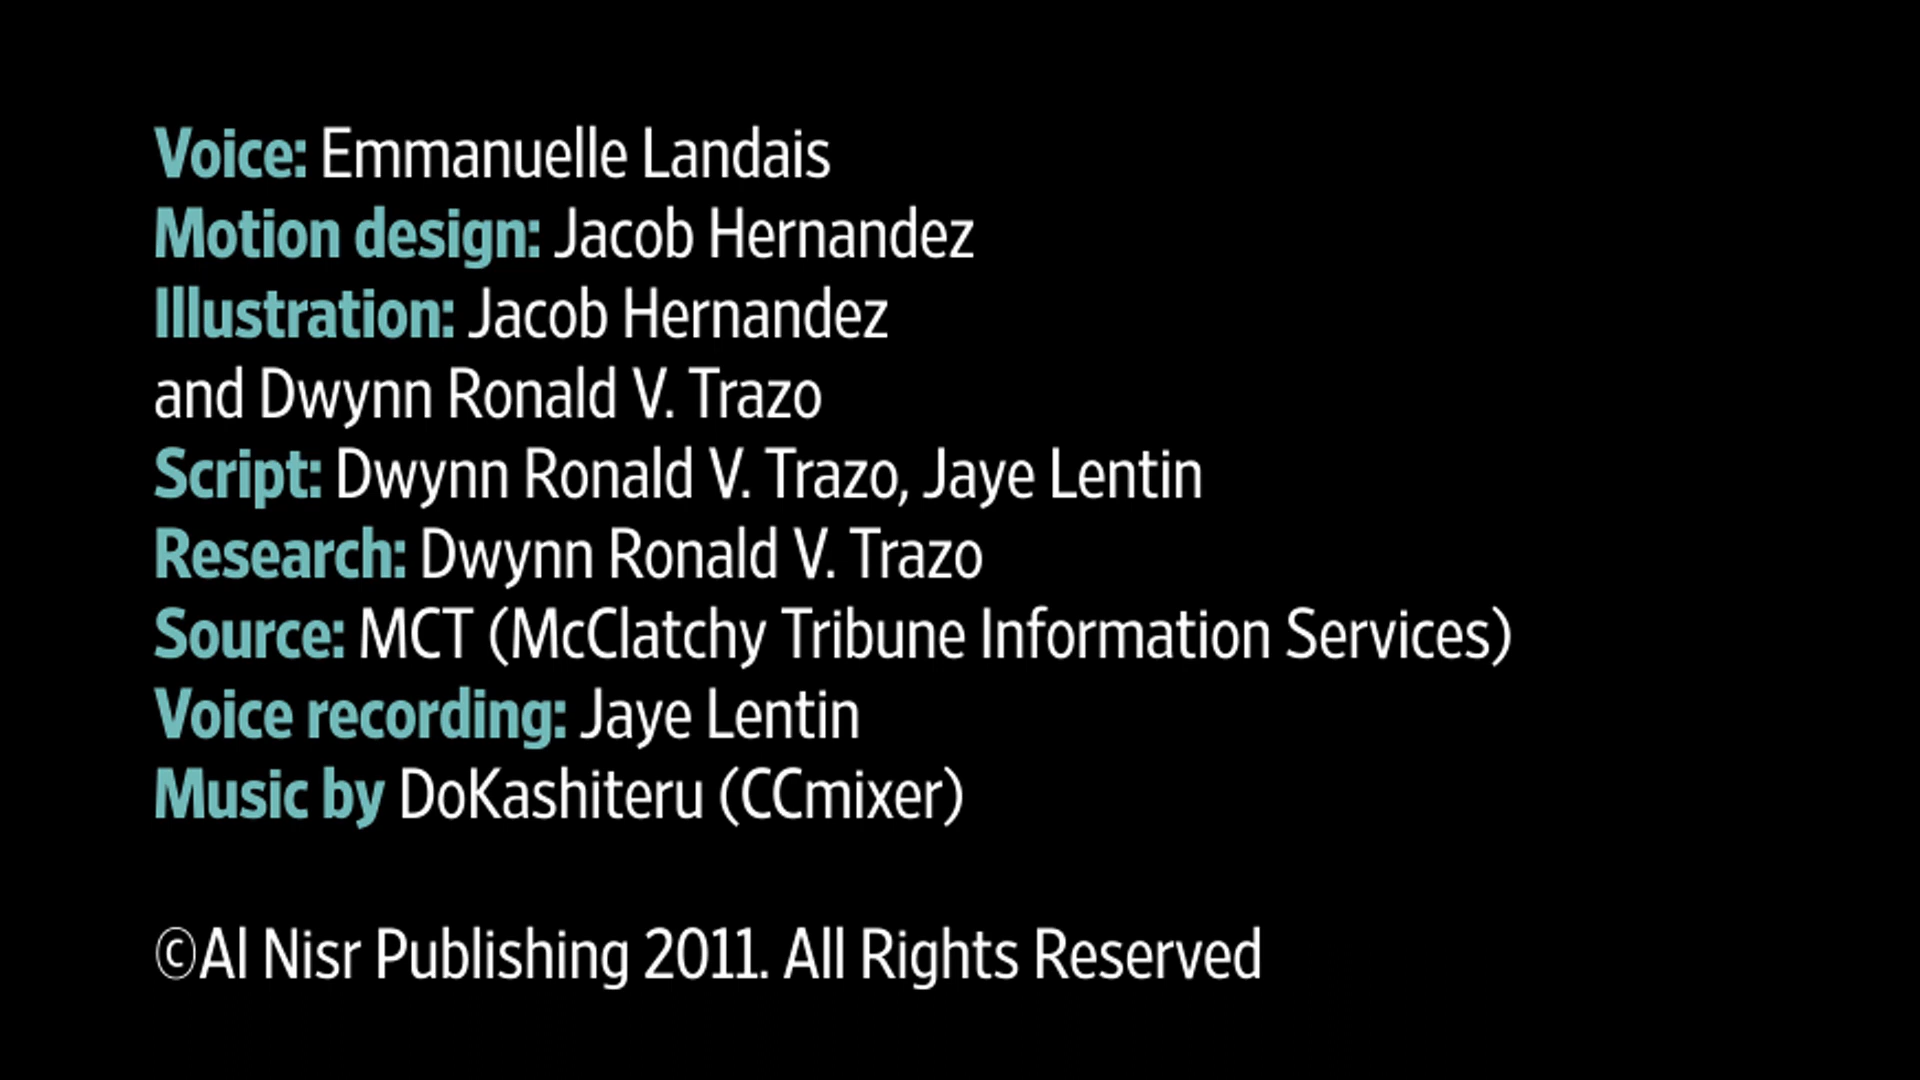 Voice: Emmanuelle Landais
Motion design: Jacob Hernandez
Illustration: Jacob Hernandez
and Dwynn Ronald V. Trazo
Script: Dwynn Ronald V. Trazo, Jaye Lentin
Research: Dwynn Ronald V. Trazo
Source: MCT (McClatchy Tribune Information Services)
Voice recording: Jaye Lentin
Music by DoKashiteru (CCmixer)
©Al Nisr Publishing 2011. All Rights Reserved